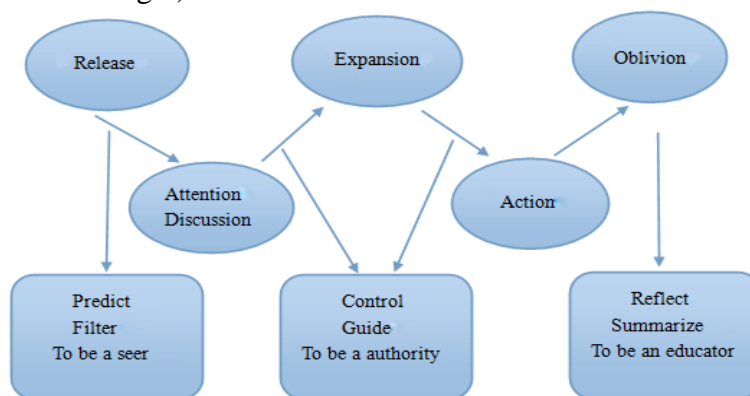 Release
Expansion
Oblivion
Attention
Discussion
Action
Predict
Filter
To be a seer
Control
Guide
To be a authority
Reflect
Summarize
To be an educator